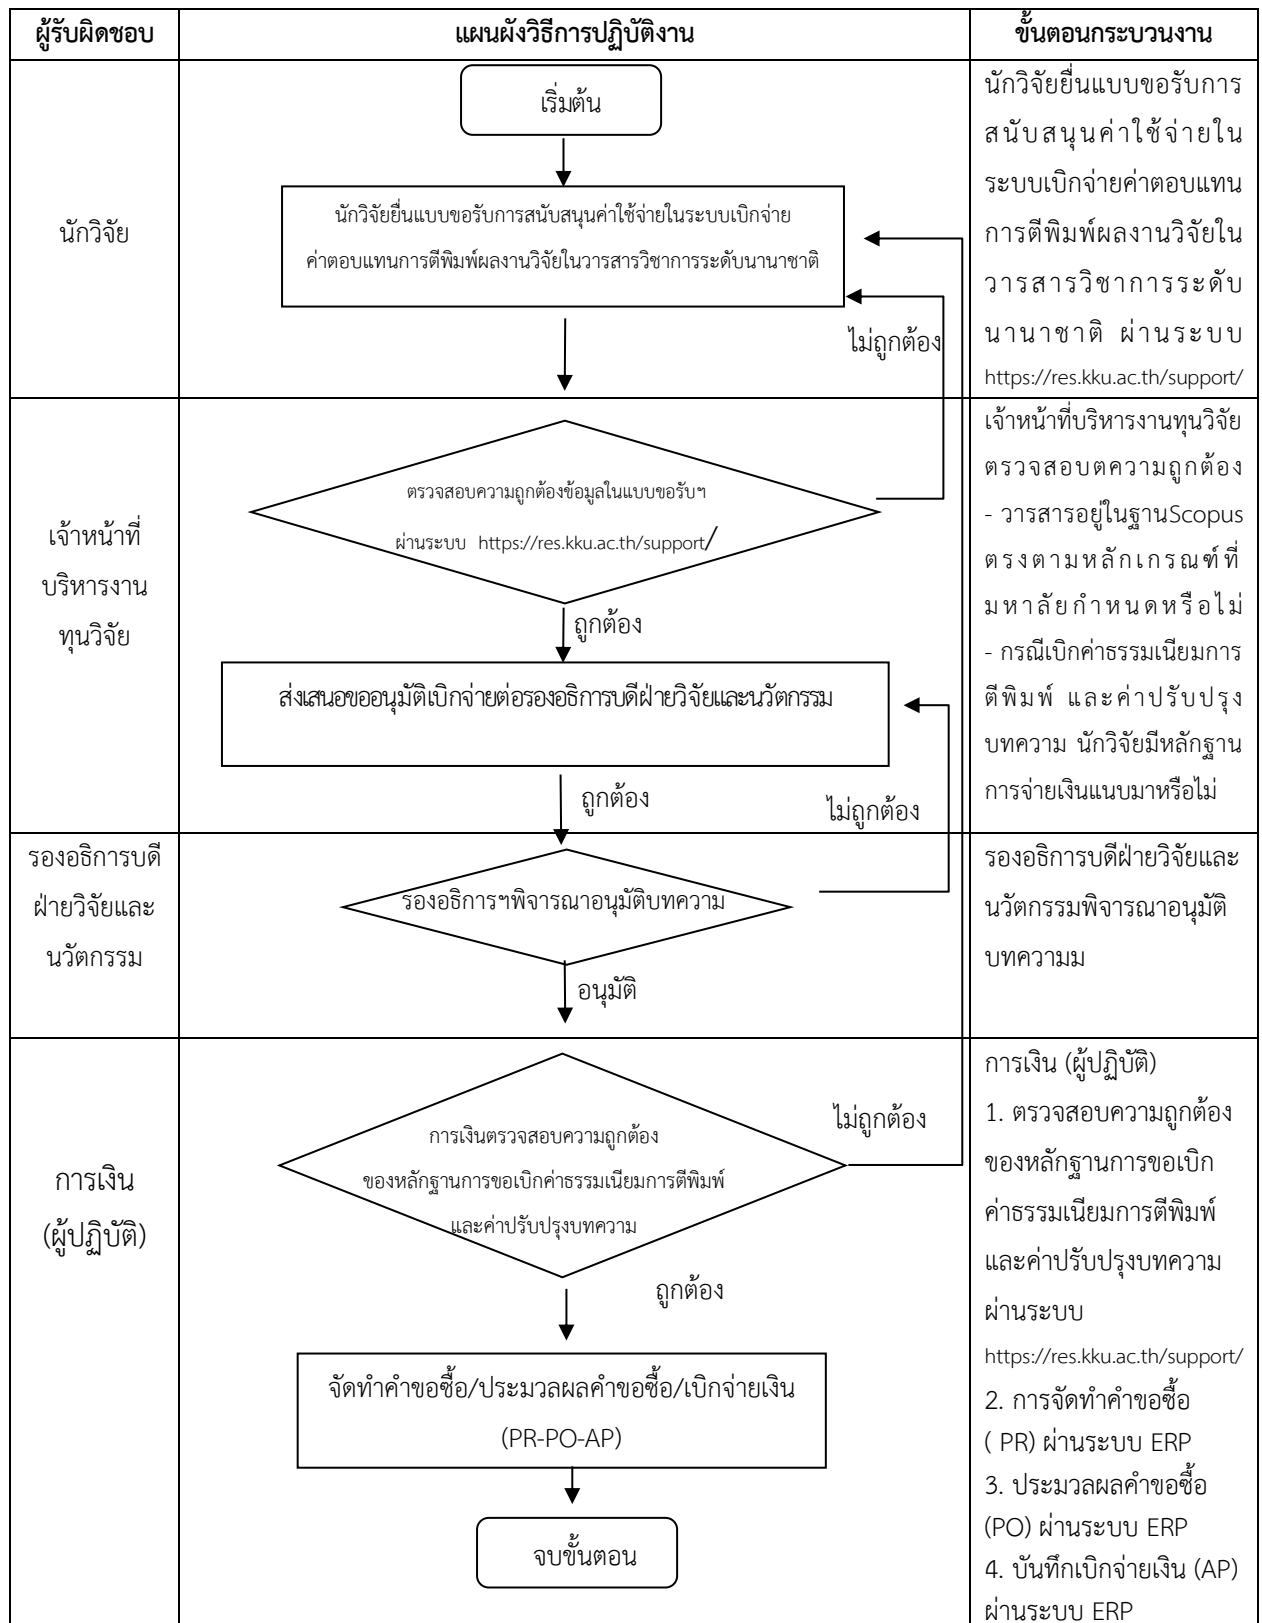 ผู้รับผิดชอบ
แผนผังวิธีการปฏิบัติงาน
ขั้นตอนกระบวนงาน
นักวิจัย
เริ่มต้น
นักวิจัยยื่นแบบขอรับการสนับสนุนค่าใช้จ่ายในระบบเบิกจ่าย
ค่าตอบแทนการตีพิมพ์ผลงานวิจัยในวารสารวิชาการระดับนานาชาติ
ไม่ถูกต้อง
นักวิจัยยื่นแบบขอรับการ
สนับสนุนค่าใช้จ่ายใน
ระบบเบิกจ่ายค่าตอบแทน
การตีพิมพ์ผลงานวิจัยใน
วารสารวิชาการระดับ
นานาชาติ ผ่านระบบ
https://res.kku.ac.th/support/
เจ้าหน้าที่
บริหารงาน
ทุนวิจัย
ตรวจสอบความถูกต้องข้อมูลในแบบขอรับฯ
ผ่านระบบ https://res.kku.ac.th/support/
ถูกต้อง
ส่งเสนอขออนุมัติเบิกจ่ายต่อรองอธิการบดีฝ่ายวิจัยและนวัตกรรม
ถูกต้อง
ไม่ถูกต้อง
เจ้าหน้าที่บริหารงานทุนวิจัย
ตรวจสอบตความถูกต้อง
- วารสารอยู่ในฐานScopus
ตรงตามหลักเกรณฑ์ที่
มหาลัยกำหนดหรือไม่
- กรณีเบิกค่าธรรมเนียมการ
ตีพิมพ์ และค่าปรับปรุง
บทความ นักวิจัยมีหลักฐาน
การจ่ายเงินแนบมาหรือไม่
รองอธิการบดี
ฝ่ายวิจัยและ
นวัตกรรม
รองอธิการฯพิจารณาอนุมัติบทความ
อนุมัติ
รองอธิการบดีฝ่ายวิจัยและ
นวัตกรรมพิจารณาอนุมัติ
บทความม
การเงิน
(ผู้ปฏิบัติ)
การเงินตรวจสอบความถูกต้อง
ของหลักฐานการขอเบิกค่าธรรมเนียมการตีพิมพ์
และค่าปรับปรุงบทความ
ไม่ถูกต้อง
ถูกต้อง
จัดทำคำขอซื้อ/ประมวลผลคำขอซื้อ/เบิกจ่ายเงิน
(PR-PO-AP)
จบขั้นตอน
การเงิน (ผู้ปฏิบัติ)
1. ตรวจสอบความถูกต้อง
ของหลักฐานการขอเบิก
ค่าธรรมเนียมการตีพิมพ์
และค่าปรับปรุงบทความ
ผ่านระบบ
https://res.kku.ac.th/support/
2. การจัดทำคำขอซื้อ
( PR) ผ่านระบบ ERP
3. ประมวลผลคำขอซื้อ
(PO) ผ่านระบบ ERP
4. บันทึกเบิกจ่ายเงิน (AP)
ผ่านระบบ ERP